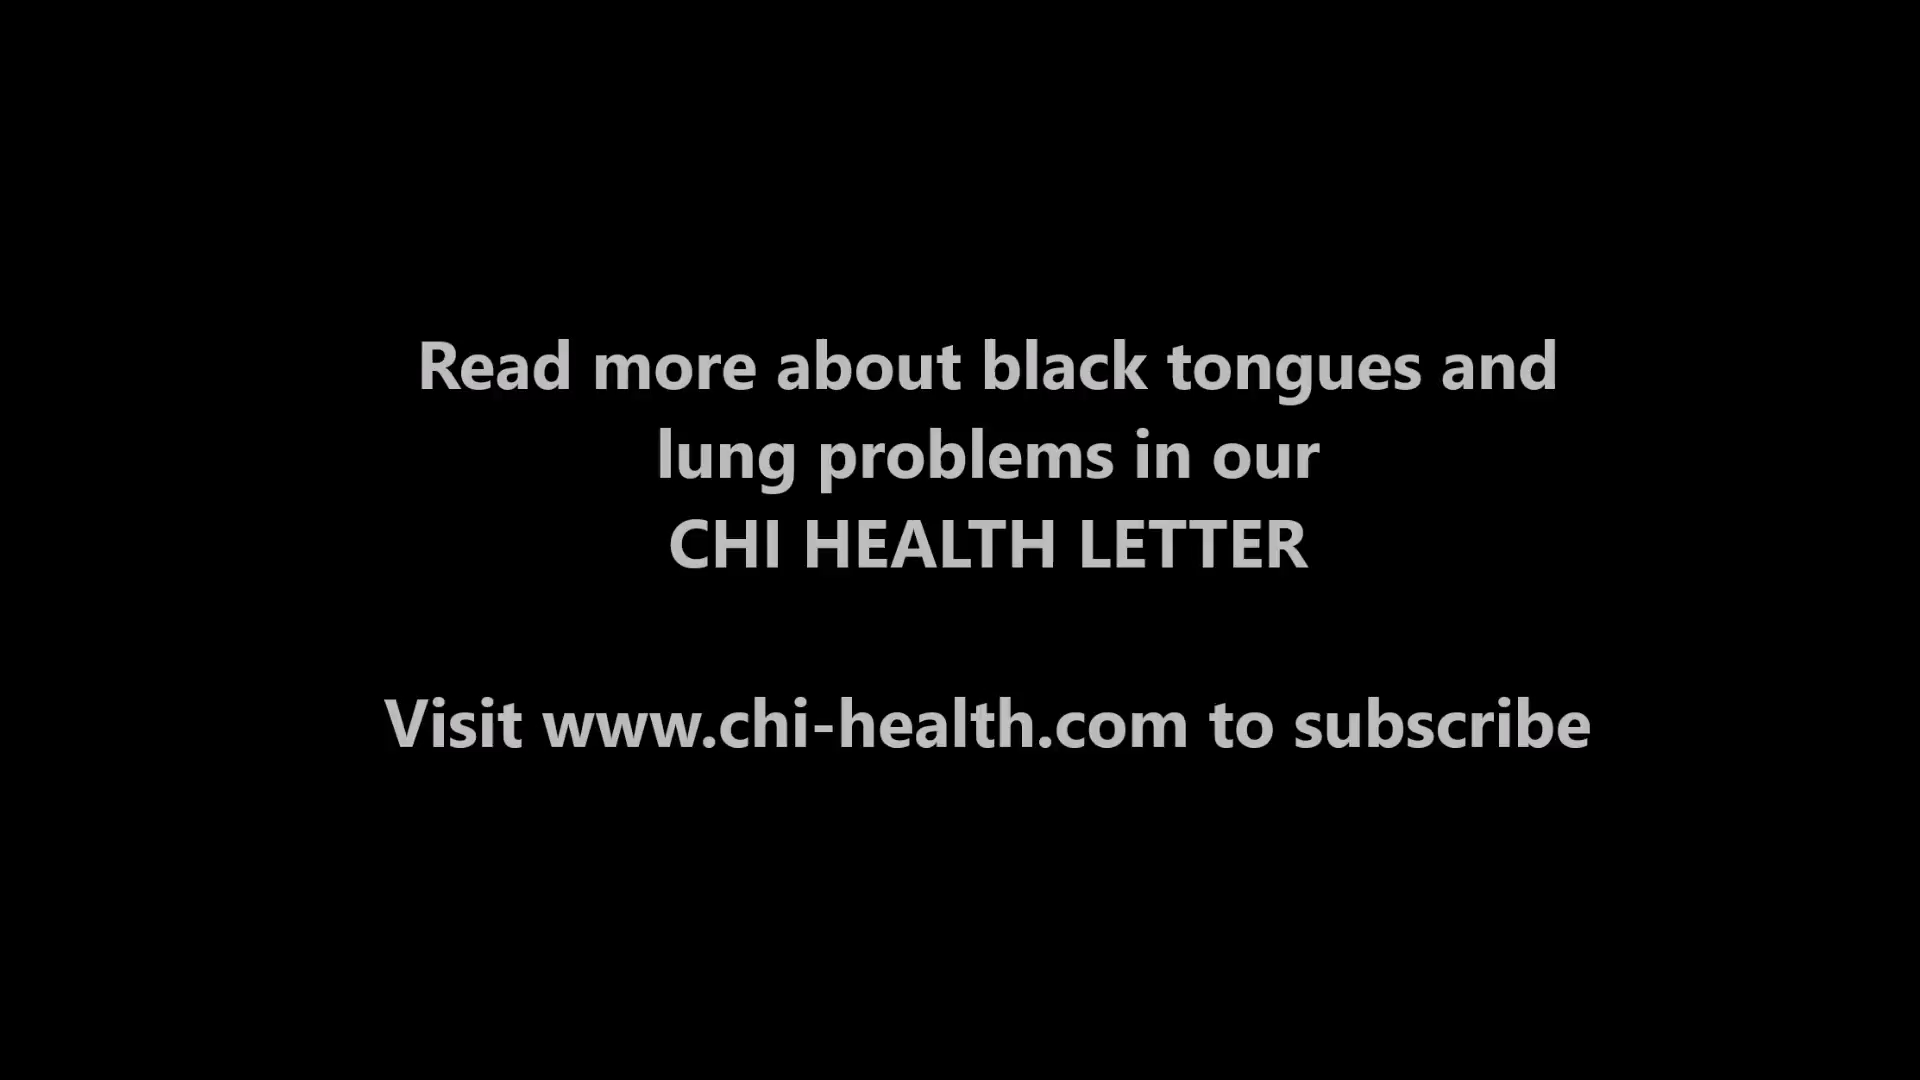 Read more about black tongues and
lung problems in our
CHI HEALTH LETTER
Visit www.chi-health.com to subscribe